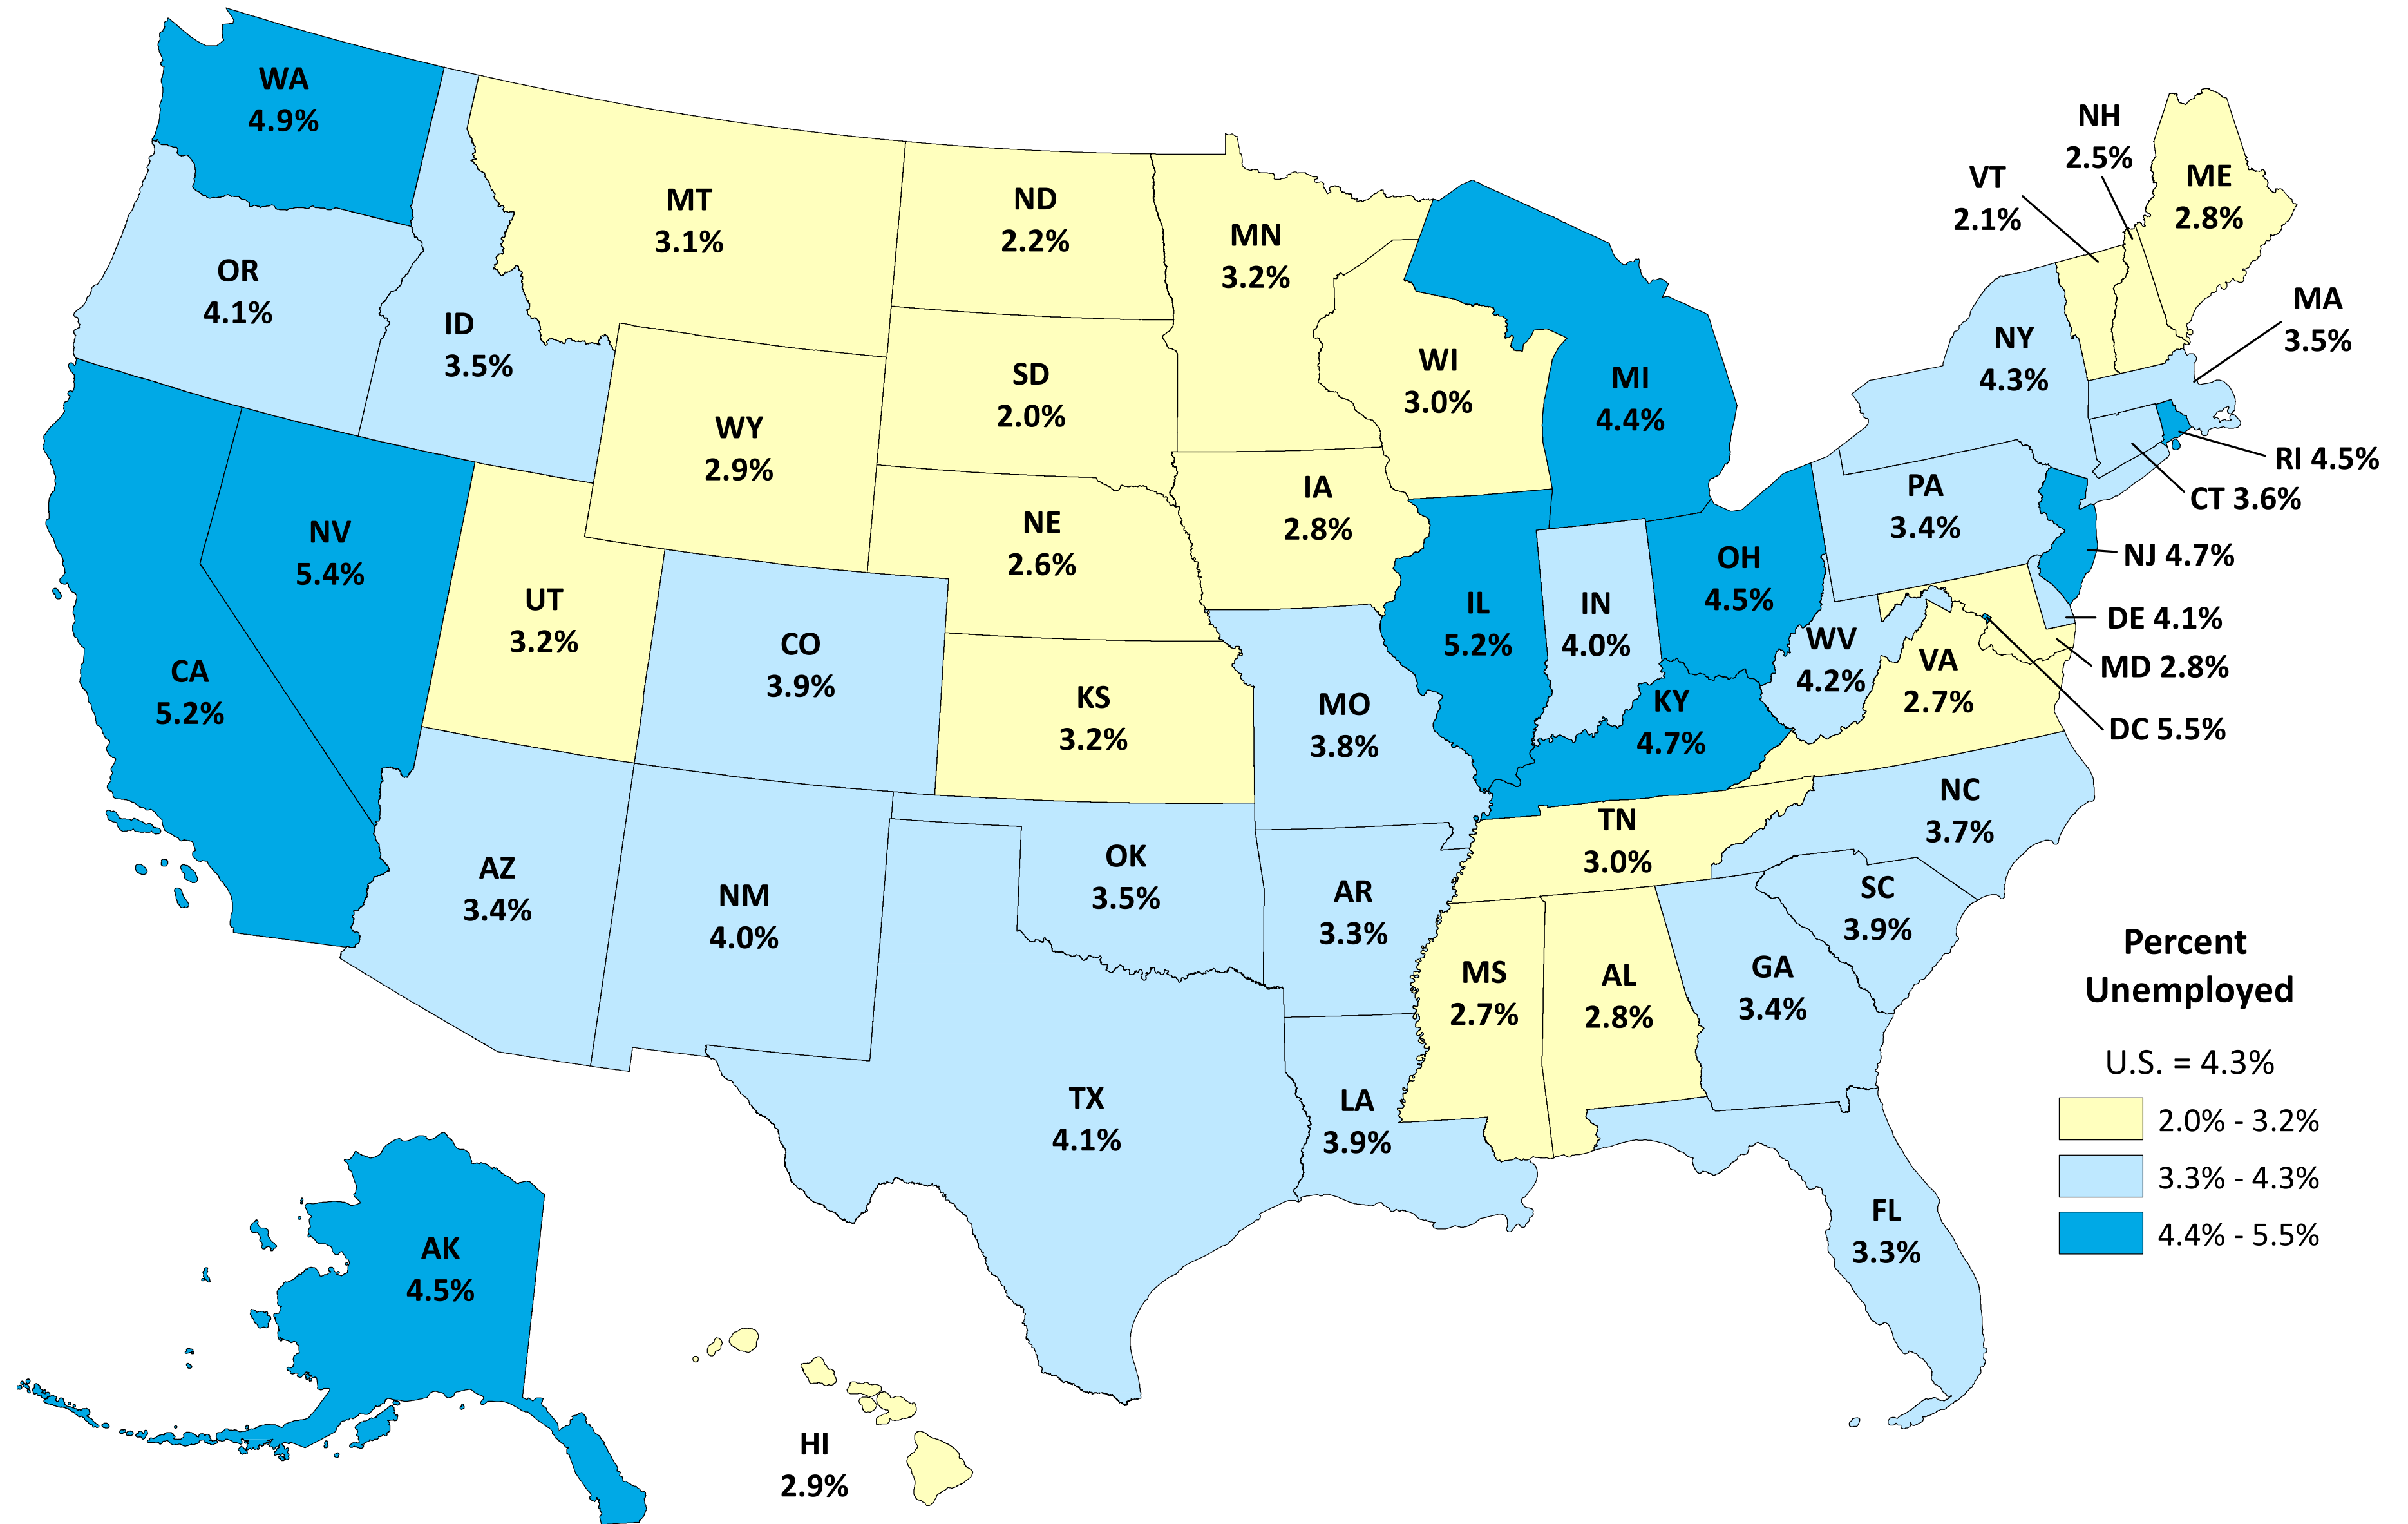 WA
4.9%
OR
4.1%
ID
3.5%
MT
3.1%
ND
2.2%
MN
3.2%
SD
2.0%
WY
2.9%
WI
3.0%
MI
4.4%
NE
2.6%
IA
2.8%
NV
5.4%
UT
3.2%
CO
3.9%
CA
5.2%
KS
3.2%
MO
3.8%
IL
5.2%
IN
4.0%
OH
4.5%
KY
4.7%
WV
4.2%
VA
2.7%
PA
3.4%
NY
4.3%
VT
2.1%
NH
2.5%
ME
2.8%
MA
3.5%
RI 4.5%
CT 3.6%
NJ 4.7%
DE 4.1%
MD 2.8%
DC 5.5%
AZ
3.4%
NM
4.0%
OK
3.5%
AR
3.3%
TN
3.0%
NC
3.7%
SC
3.9%
MS
2.7%
AL
2.8%
GA
3.4%
TX
4.1%
LA
3.9%
FL
3.3%
AK
4.5%
HI
2.9%
Percent
Unemployed
U.S. = 4.3%
2.0% - 3.2%
3.3% - 4.3%
4.4% - 5.5%